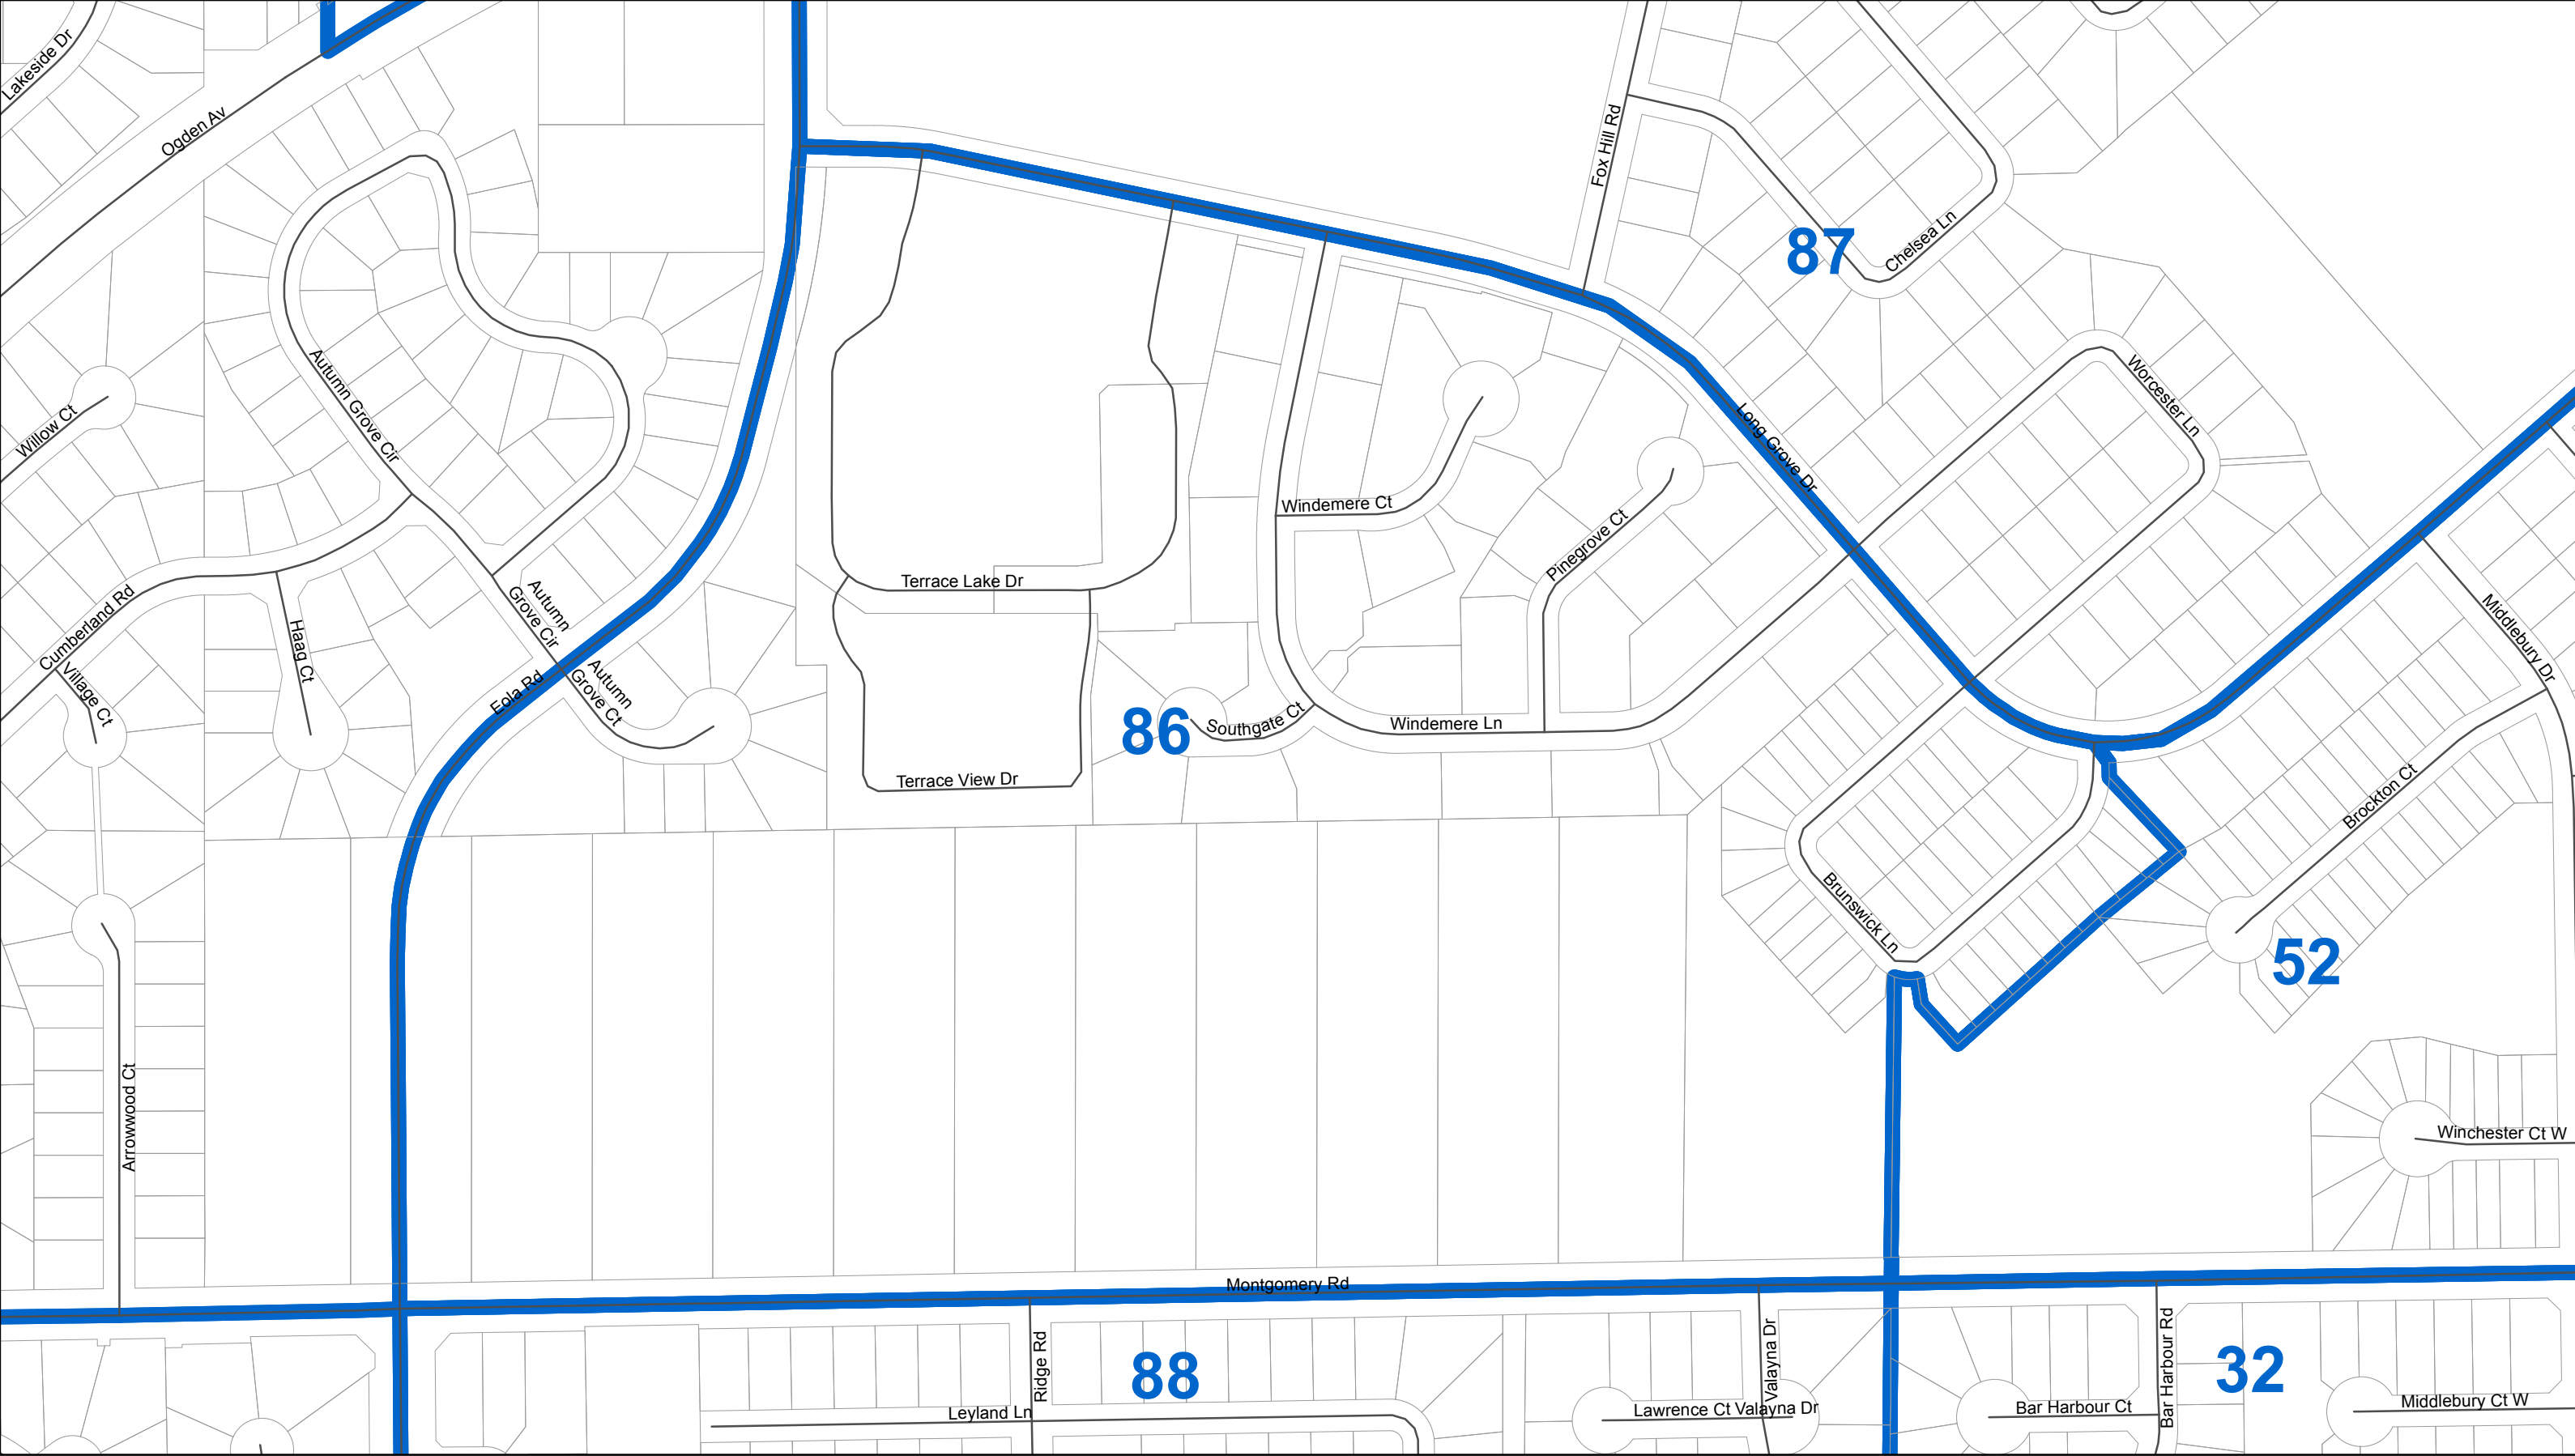 Lakeside Dr
Ogden Av
Fox Hill Rd
87
Chelsea Ln
Autumn Grove Cir
Willow Ct
Worcester Ln
Long Grove Dr
Windemere Ct
Pinegrove Ct
Terrace Lake Dr
Cumberland Rd
Autumn
Grove Cir
Haag Ct
Village Ct
Eola Rd
Autumn
Grove Ct
Middlebury Dr
86
Southgate Ct
Windemere Ln
Terrace View Dr
Brockton Ct
Brunswick Ln
52
Arrowwood Ct
Winchester Ct W
Montgomery Rd
Ridge Rd
88
Valayna Dr
Bar Harbour Rd
32
Leyland Ln
Lawrence Ct
Valayna Dr
Bar Harbour Ct
Middlebury Ct W